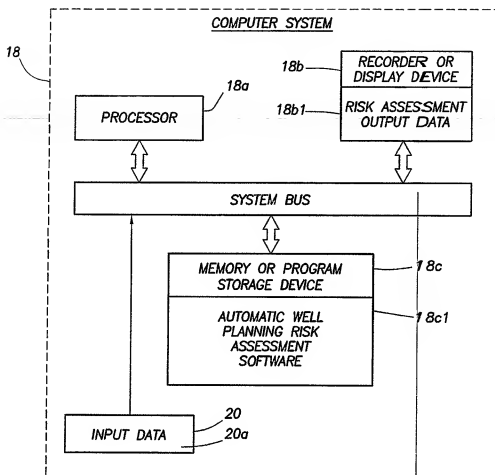 COMPUTER SYSTEM
18
18a
PROCESSOR
18b
RECORDER OR
DISPLAY DEVICE
18b1
RISK ASSESSMENT
OUTPUT DATA
SYSTEM BUS
MEMORY OR PROGRAM
STORAGE DEVICE
18c
AUTOMATIC WELL
PLANNING RISK
ASSESSMENT
SOFTWARE
18c1
INPUT DATA
20
20a